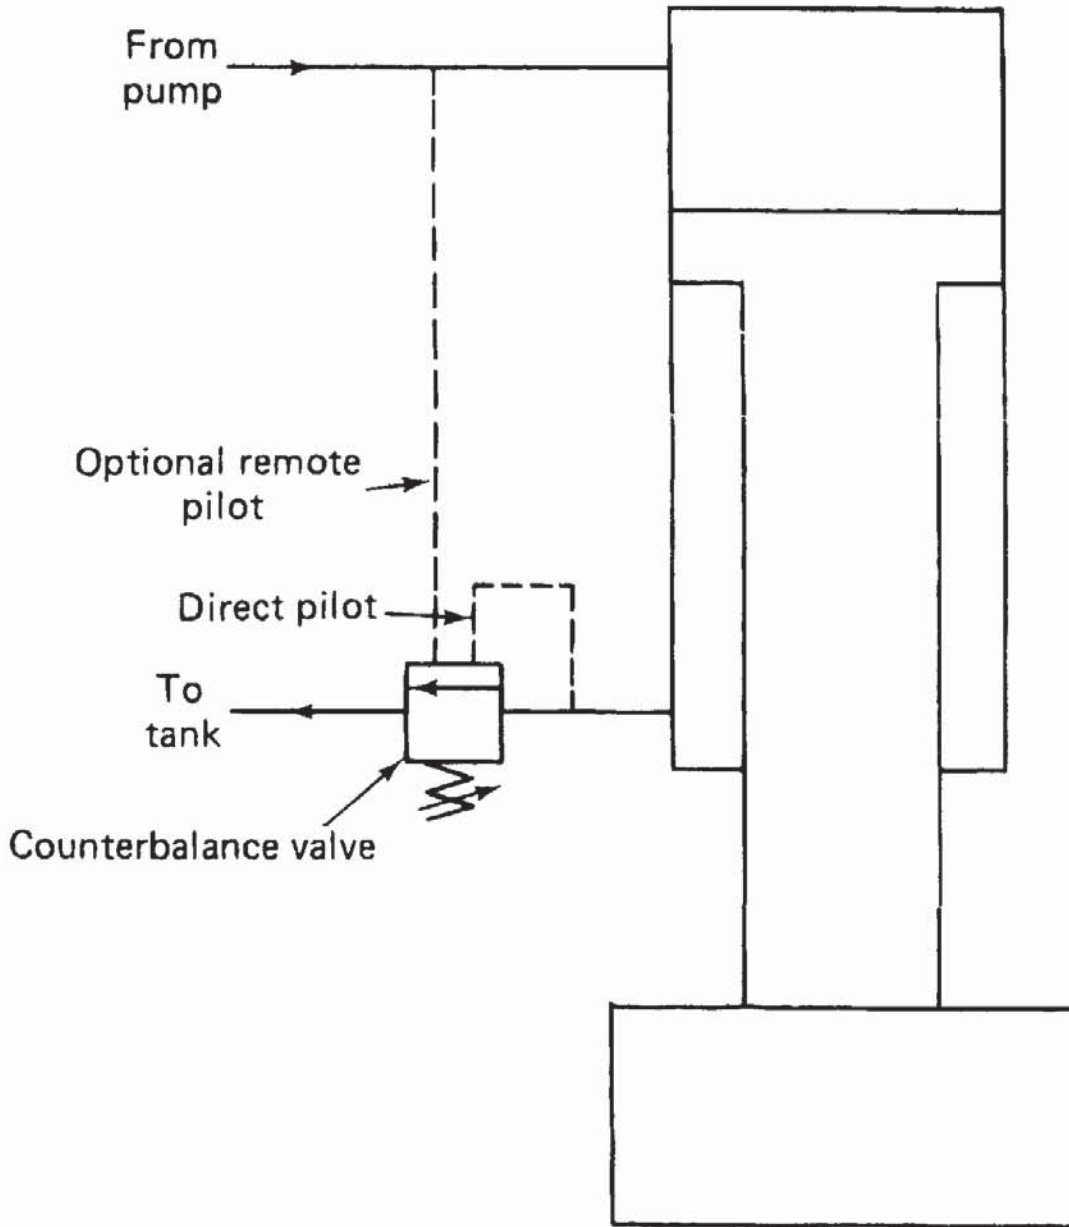 From
pump
Optional remote
pilot
Direct pilot
To
tank
Counterbalance valve